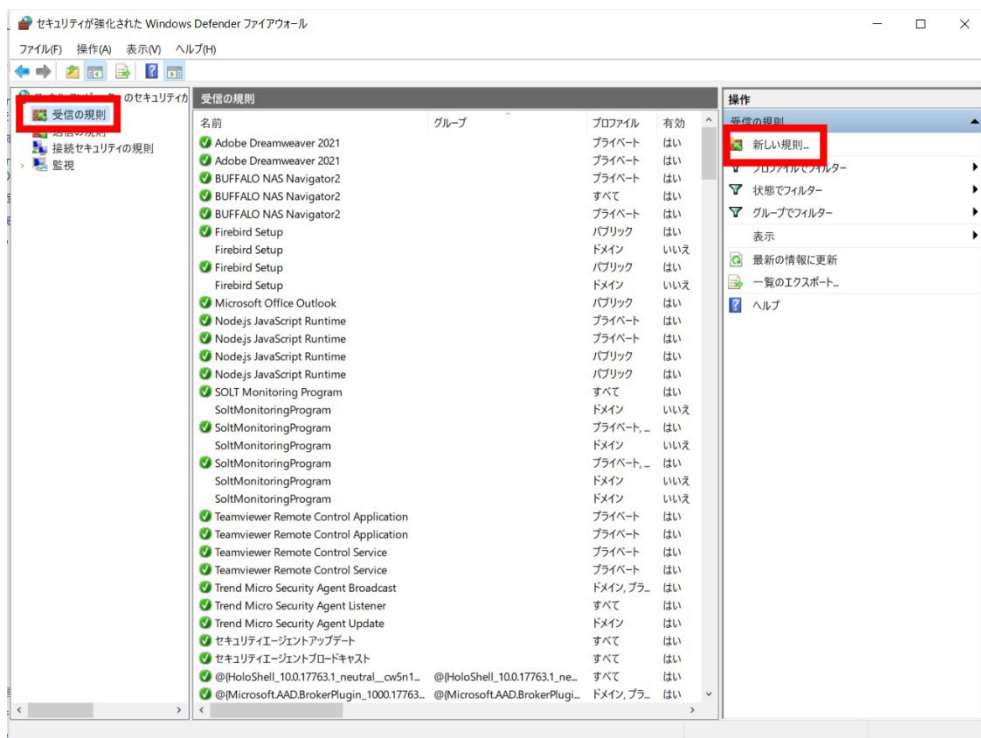 セキュリティが強化された Windows Defender ファイアウォール
ファイル(F) 操作(A) 表示(V) ヘルプ(H)
のセキュリティが
受信の規則
接続セキュリティの規則
監視
受信の規則
名前 グループ プロファイル 有効
Adobe Dreamweaver 2021 プライベート はい
Adobe Dreamweaver 2021 プライベート はい
BUFFALO NAS Navigator2 プライベート はい
BUFFALO NAS Navigator2 すべて はい
BUFFALO NAS Navigator2 プライベート はい
Firebird Setup パブリック はい
Firebird Setup ドメイン いいえ
Firebird Setup パブリック はい
Firebird Setup ドメイン いいえ
Microsoft Office Outlook パブリック はい
Node.js JavaScript Runtime プライベート はい
Node.js JavaScript Runtime プライベート はい
Node.js JavaScript Runtime パブリック はい
Node.js JavaScript Runtime パブリック はい
SOLT Monitoring Program すべて はい
SoltMonitoringProgram ドメイン いいえ
SoltMonitoringProgram プライベート, ... はい
SoltMonitoringProgram ドメイン いいえ
SoltMonitoringProgram プライベート, ... はい
SoltMonitoringProgram ドメイン いいえ
SoltMonitoringProgram ドメイン いいえ
Teamviewer Remote Control Application プライベート はい
Teamviewer Remote Control Application プライベート はい
Teamviewer Remote Control Service プライベート はい
Teamviewer Remote Control Service プライベート はい
Trend Micro Security Agent Broadcast ドメイン, プラ... はい
Trend Micro Security Agent Listener すべて はい
Trend Micro Security Agent Update ドメイン はい
セキュリティエージェントアップデート すべて はい
セキュリティエージェントブロードキャスト すべて はい
@{HoloShell_10.0.17763.1_neutral__cw5n1... @{HoloShell_10.0.17763.1_ne... すべて はい
@{Microsoft.AAD.BrokerPlugin_1000.17763... @{Microsoft.AAD.BrokerPlugi... ドメイン, プラ... はい
操作
受信の規則
新しい規則...
プロファイルでフィルター
状態でフィルター
グループでフィルター
表示
最新の情報に更新
一覧のエクスポート...
ヘルプ